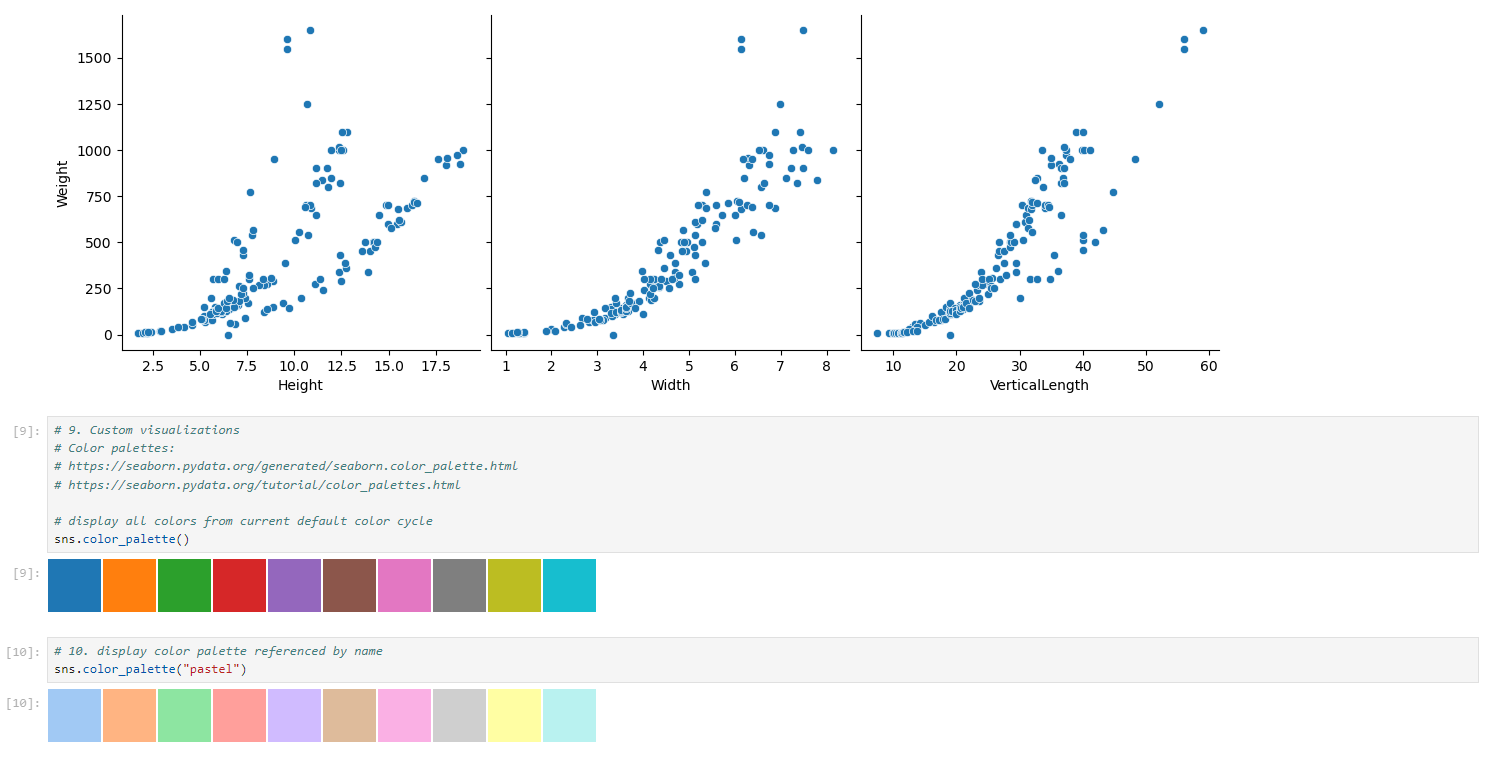 1500
1250
1000
750
500
250
0
Weight
2.5 5.0 7.5 10.0 12.5 15.0 17.5
Height
1 2 3 4 5 6 7 8
Width
10 20 30 40 50 60
VerticalLength
[9]:
# 9. Custom visualizations
# Color palettes:
# https://seaborn.pydata.org/generated/seaborn.color_palette.html
# https://seaborn.pydata.org/tutorial/color_palettes.html
# display all colors from current default color cycle
sns.color_palette()
[9]:
[10]:
# 10. display color palette referenced by name
sns.color_palette("pastel")
[10]: